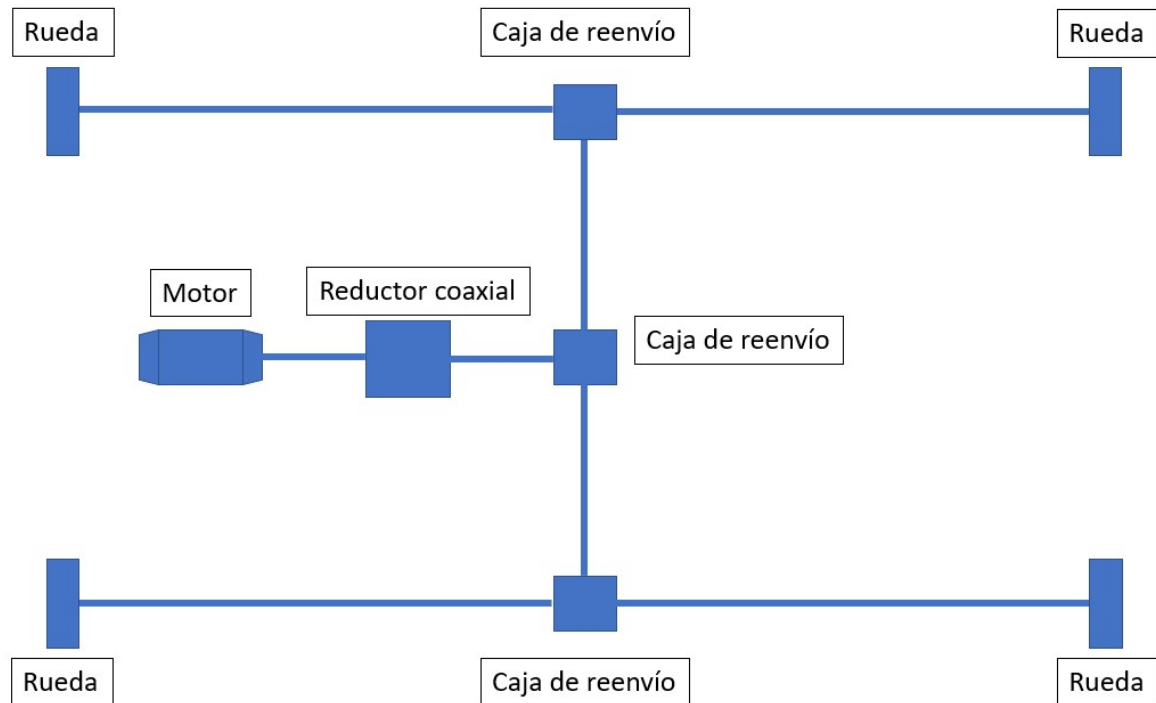 Rueda
Caja de reenvío
Rueda
Motor
Reductor coaxial
Caja de reenvío
Rueda
Caja de reenvío
Rueda